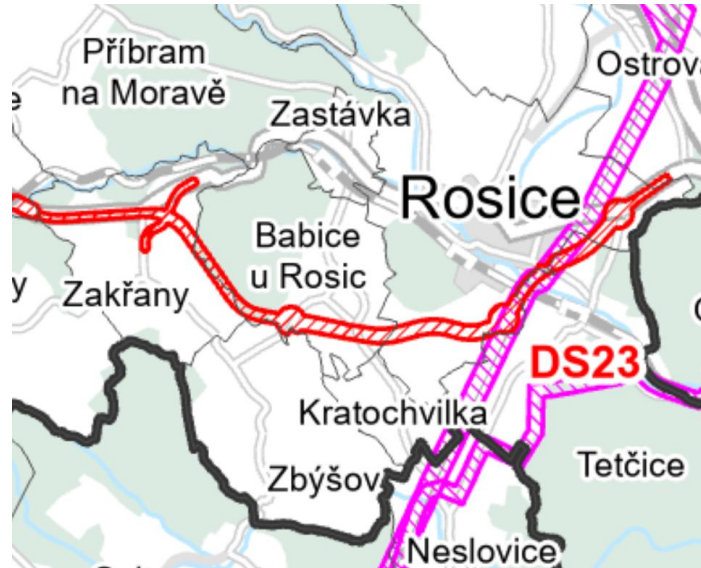 Příbram
na Moravě
Ostrova
Zastávka
Rosice
Babice
u Rosic
Zakřany
DS23
Kratochvilka
Zbýšov
Tetčice
Neslovice